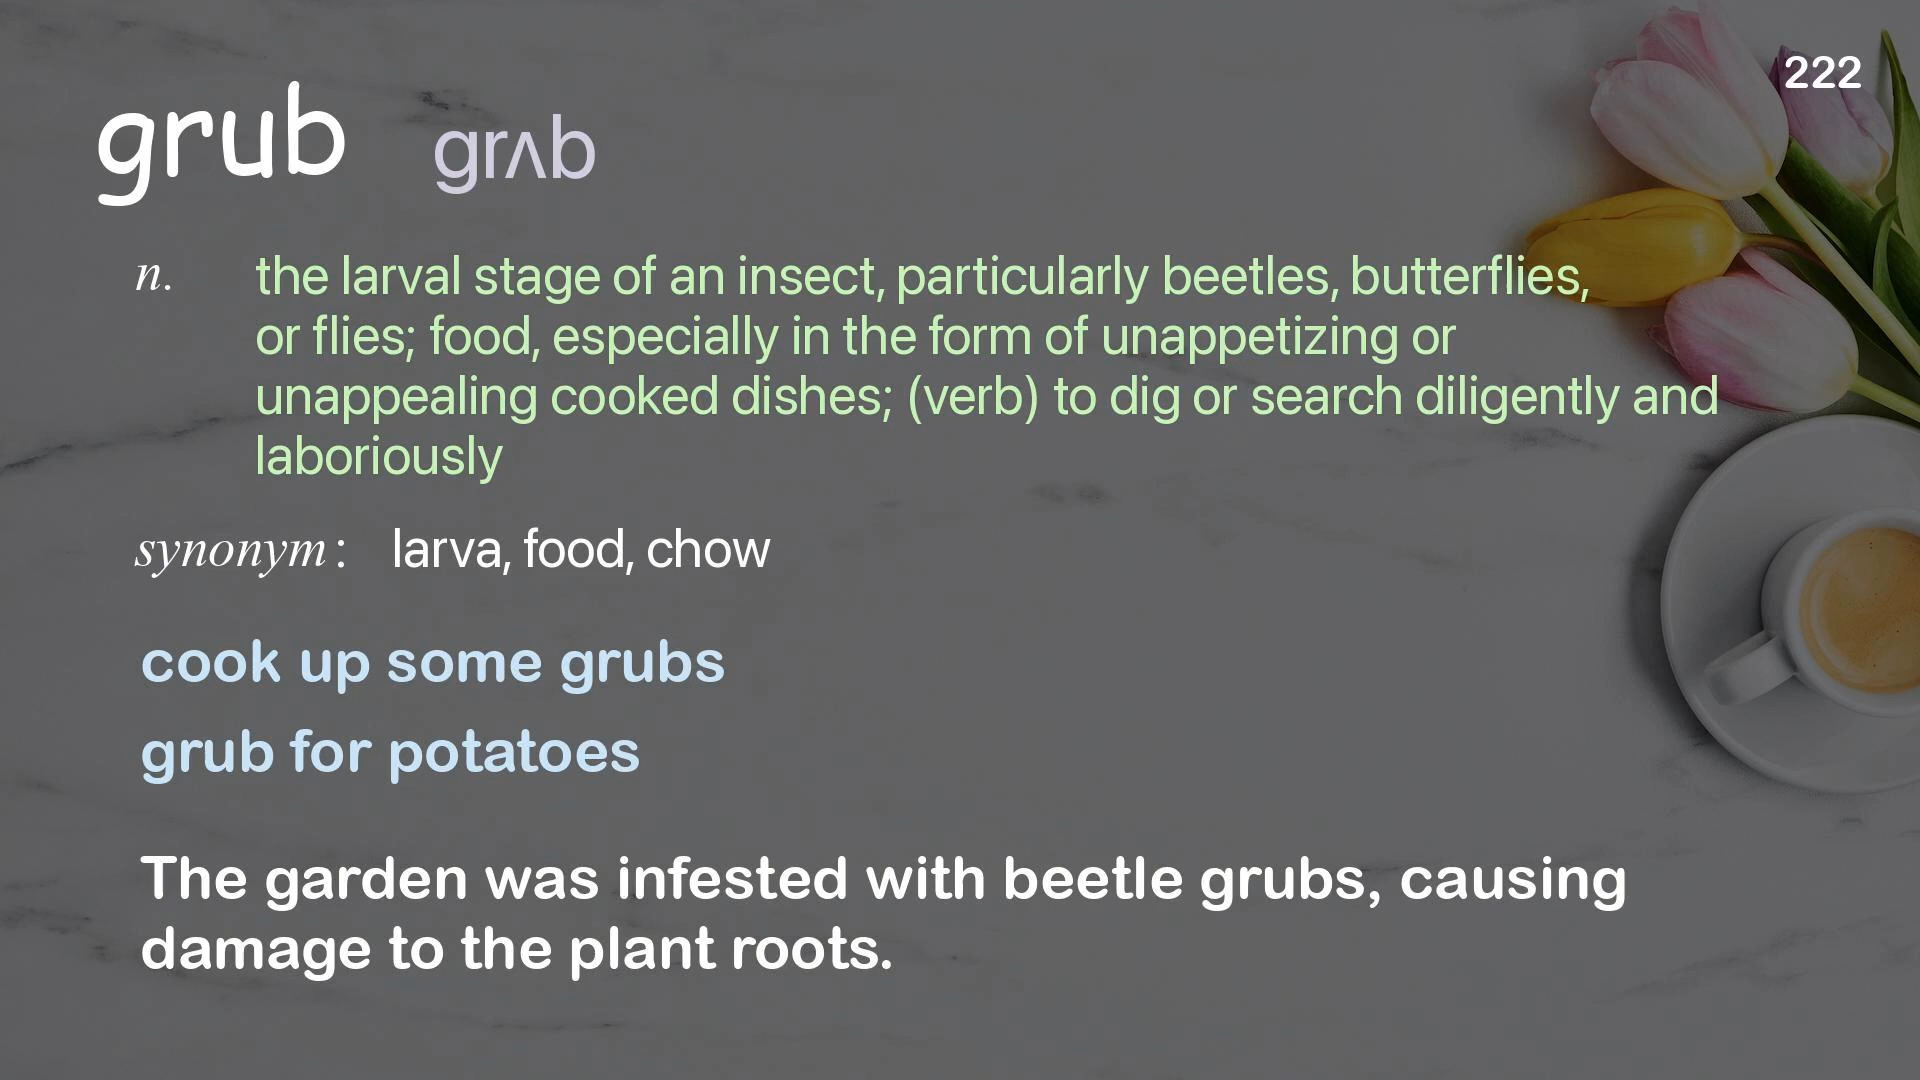 222
grub grʌb
n. the larval stage of an insect, particularly beetles, butterflies,
or flies; food, especially in the form of unappetizing or
unappealing cooked dishes; (verb) to dig or search diligently and
laboriously
synonym : larva, food, chow
cook up some grubs
grub for potatoes
The garden was infested with beetle grubs, causing
damage to the plant roots.